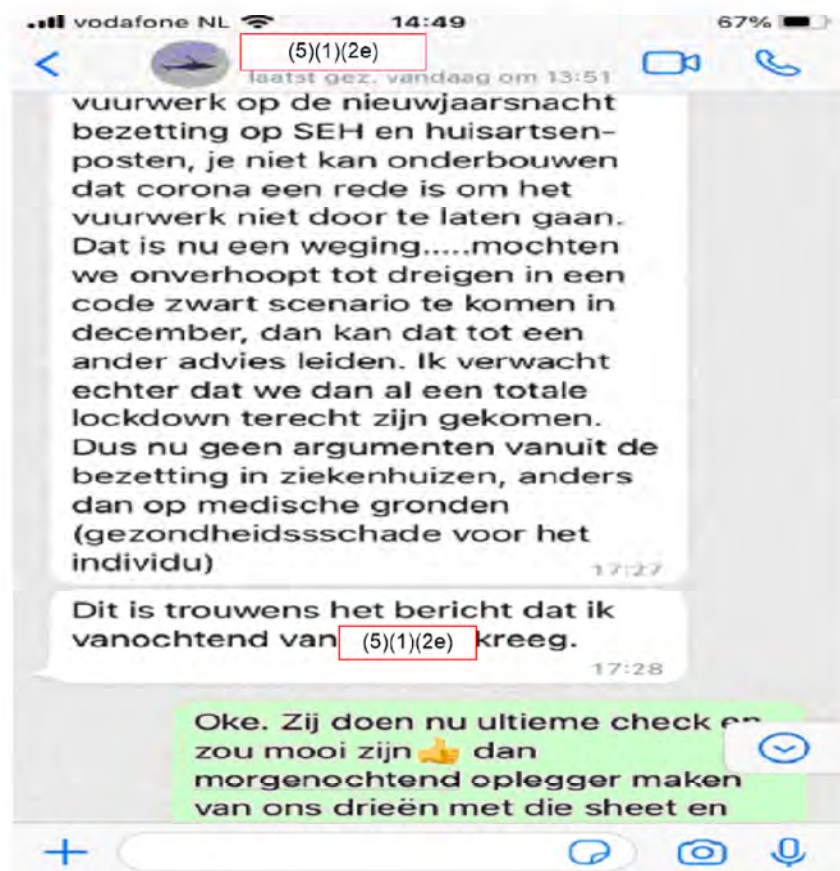 vodafone NL 14:49 67%
(5)(1)(2e)
laatst gez. vandaag om 13:51
vuurwerk op de nieuwjaarsnacht
bezetting op SEH en huisartsen-
posten, je niet kan onderbouwen
dat corona een rede is om het
vuurwerk niet door te laten gaan.
Dat is nu een weging.....mochten
we onverhoopt tot dreigen in een
code zwart scenario te komen in
december, dan kan dat tot een
ander advies leiden. Ik verwacht
echter dat we dan al een totale
lockdown terecht zijn gekomen.
Dus nu geen argumenten vanuit de
bezetting in ziekenhuizen, anders
dan op medische gronden
(gezondheidssschade voor het
individu)
17:27
Dit is trouwens het bericht dat ik
vanochtend van (5)(1)(2e) kreeg.
17:28
Oke. Zij doen nu ultieme check en
zou mooi zijn 👍 dan
morgenochtend oplegger maken
van ons drieën met die sheet en